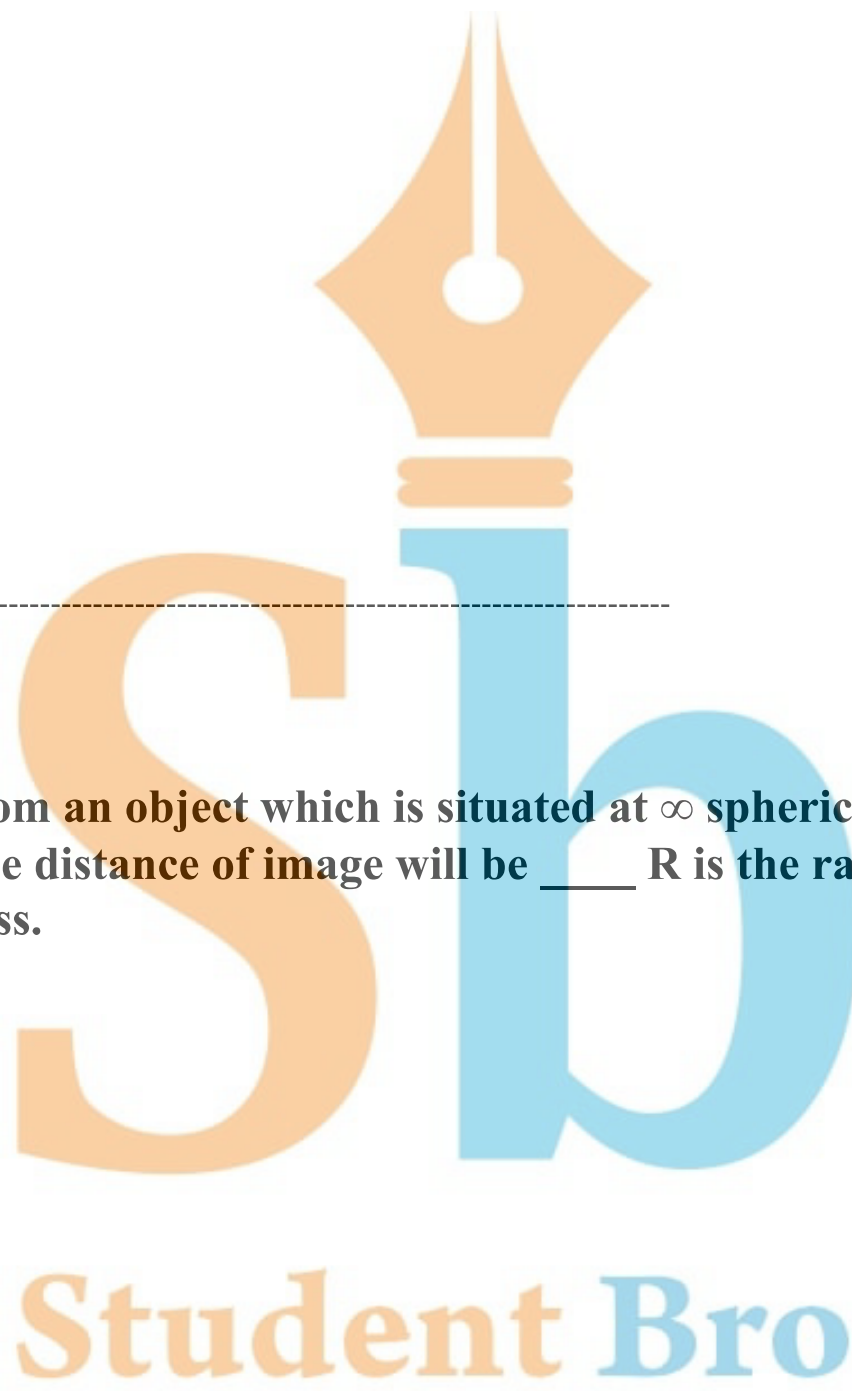 -----------------------------------------------------------------------
om an object which is situated at ∞ spheric
e distance of image will be ____ R is the ra
ss.
Student Bro